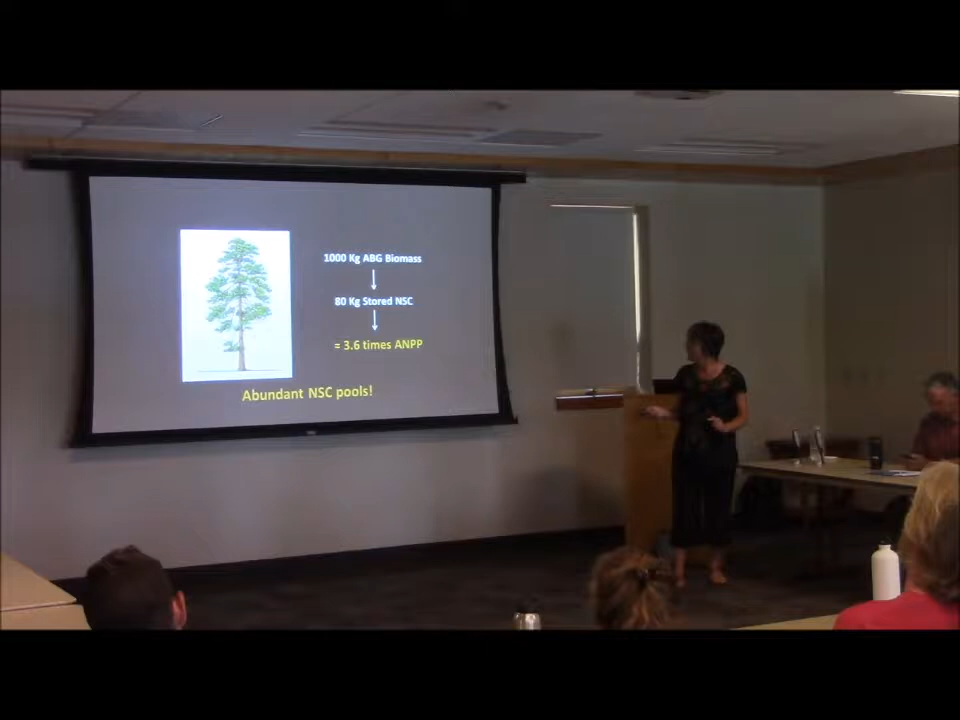 1000 Kg ABG Biomass
80 Kg Stored NSC
= 3.6 times ANPP
Abundant NSC pools!